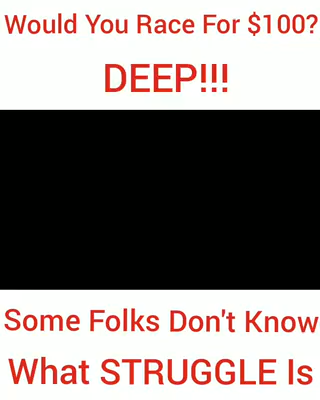 Would You Race For $100?
DEEP!!!
Some Folks Don't Know
What STRUGGLE Is